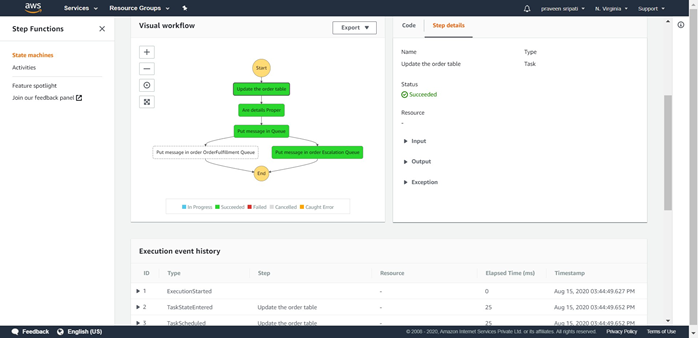 aws
Services
Resource Groups
praveen sripati
N. Virginia
Support
Step Functions
State machines
Activities
Feature spotlight
Join our feedback panel
Visual workflow
Export
Start
Update the order table
Are details Proper
Put message in Queue
Put message in order OrderFulfillment Queue
Put message in order Escalation Queue
End
In Progress
Succeeded
Failed
Cancelled
Caught Error
Code
Step details
Name
Type
Update the order table
Task
Status
Succeeded
Resource
-
Input
Output
Exception
Execution event history
ID Type Step Resource Elapsed Time (ms) Timestamp
1 ExecutionStarted - 0 Aug 15, 2020 03:44:49.627 PM
2 TaskStateEntered Update the order table - 25 Aug 15, 2020 03:44:49.652 PM
3 TaskScheduled Update the order table - 25 Aug 15, 2020 03:44:49.652 PM
Feedback
English (US)
© 2008 - 2020, Amazon Internet Services Private Ltd. or its affiliates. All rights reserved.
Privacy Policy
Terms of Use